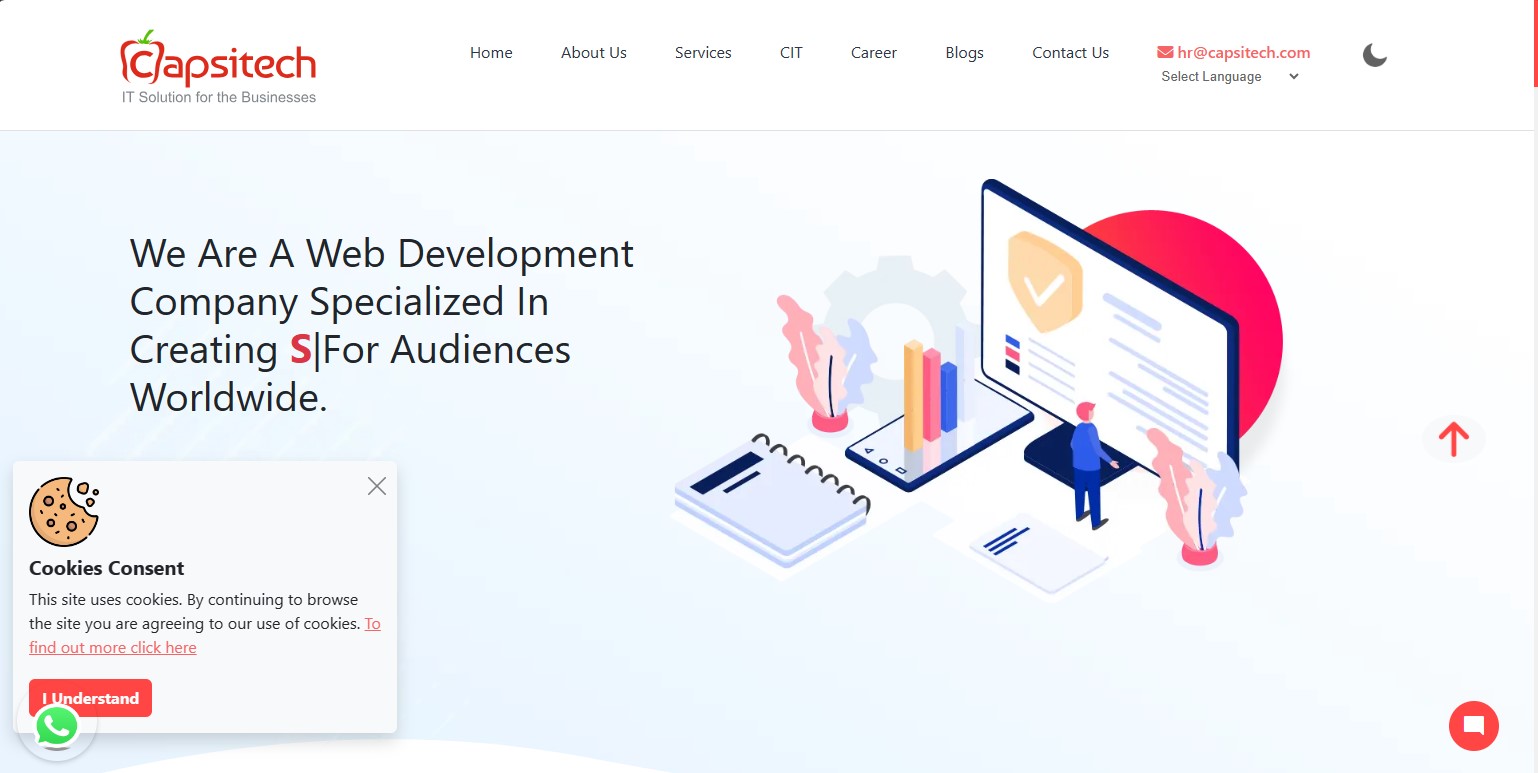 Capsitech
IT Solution for the Businesses
Home About Us Services CIT Career Blogs Contact Us hr@capsitech.com
Select Language
We Are A Web Development
Company Specialized In
Creating S|For Audiences
Worldwide.
Cookies Consent
This site uses cookies. By continuing to browse
the site you are agreeing to our use of cookies. To
find out more click here
I Understand